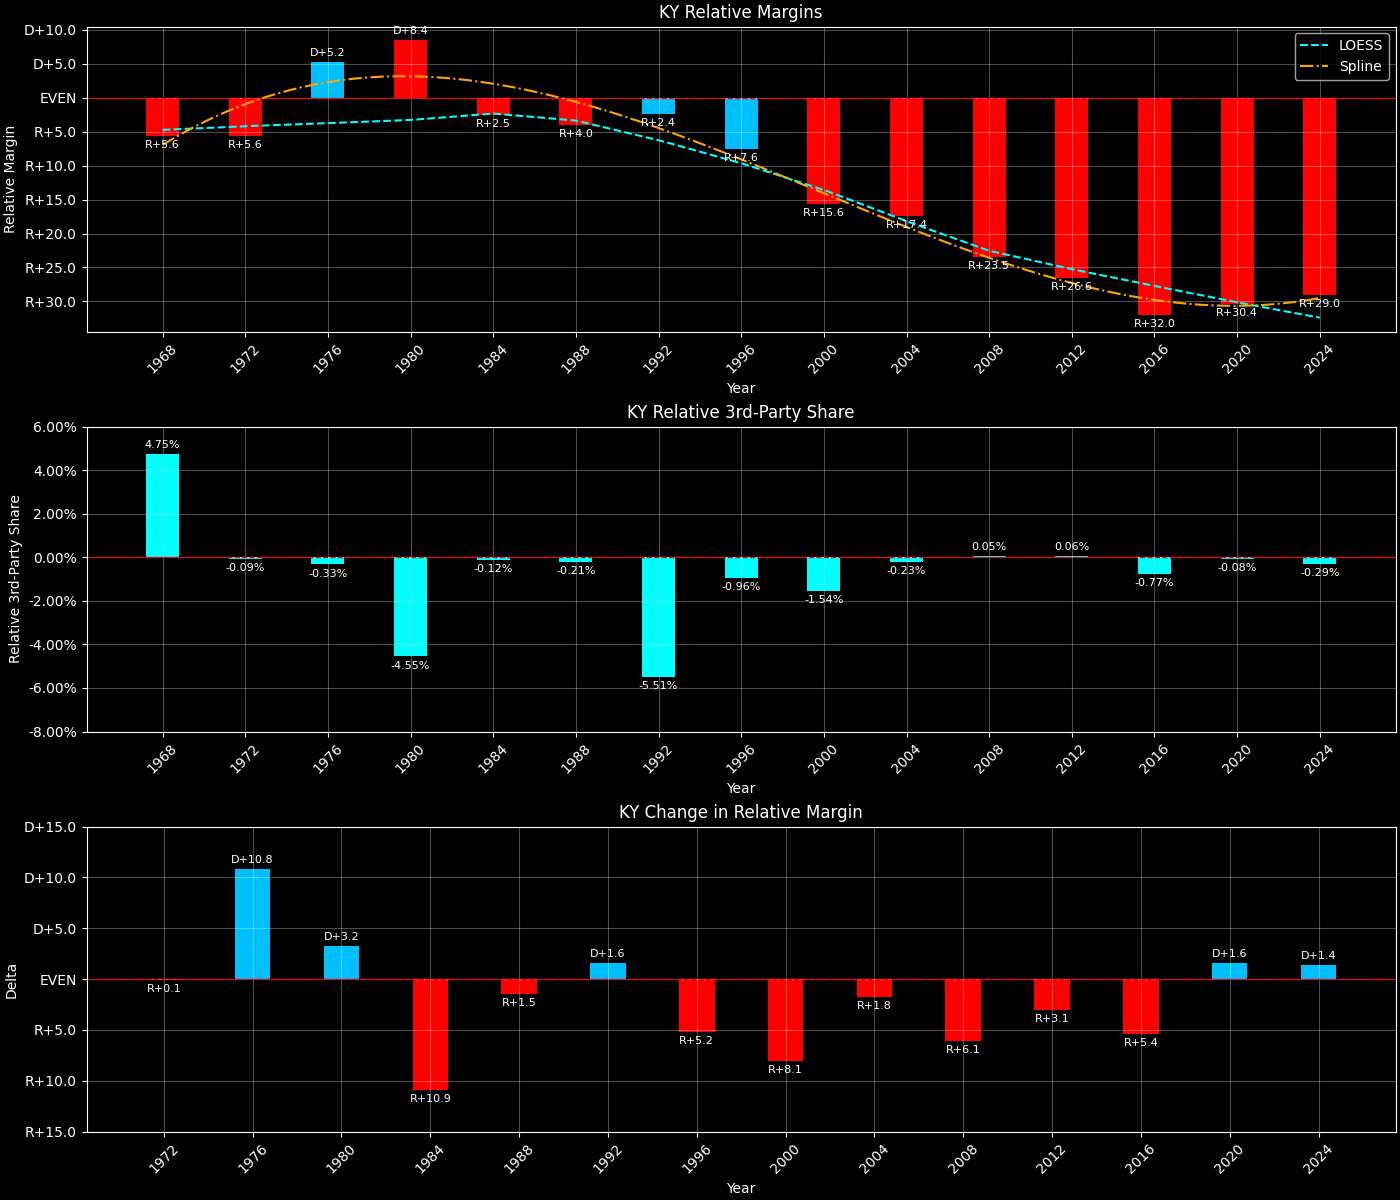 KY Relative Margins
Relative Margin
D+10.0
D+5.0
EVEN
R+5.0
R+10.0
R+15.0
R+20.0
R+25.0
R+30.0
LOESS
Spline
R+5.6
R+5.6
D+5.2
D+8.4
R+2.5
R+4.0
R+2.4
R+7.6
R+15.6
R+17.4
R+23.5
R+26.6
R+32.0
R+30.4
R+29.0
1968
1972
1976
1980
1984
1988
1992
1996
2000
2004
2008
2012
2016
2020
2024
Year
KY Relative 3rd-Party Share
Relative 3rd-Party Share
6.00%
4.00%
2.00%
0.00%
-2.00%
-4.00%
-6.00%
-8.00%
4.75%
-0.09%
-0.33%
-4.55%
-0.12%
-0.21%
-5.51%
-0.96%
-1.54%
-0.23%
0.05%
0.06%
-0.77%
-0.08%
-0.29%
1968
1972
1976
1980
1984
1988
1992
1996
2000
2004
2008
2012
2016
2020
2024
Year
KY Change in Relative Margin
Delta
D+15.0
D+10.0
D+5.0
EVEN
R+5.0
R+10.0
R+15.0
R+0.1
D+10.8
D+3.2
R+10.9
R+1.5
D+1.6
R+5.2
R+8.1
R+1.8
R+6.1
R+3.1
R+5.4
D+1.6
D+1.4
1972
1976
1980
1984
1988
1992
1996
2000
2004
2008
2012
2016
2020
2024
Year